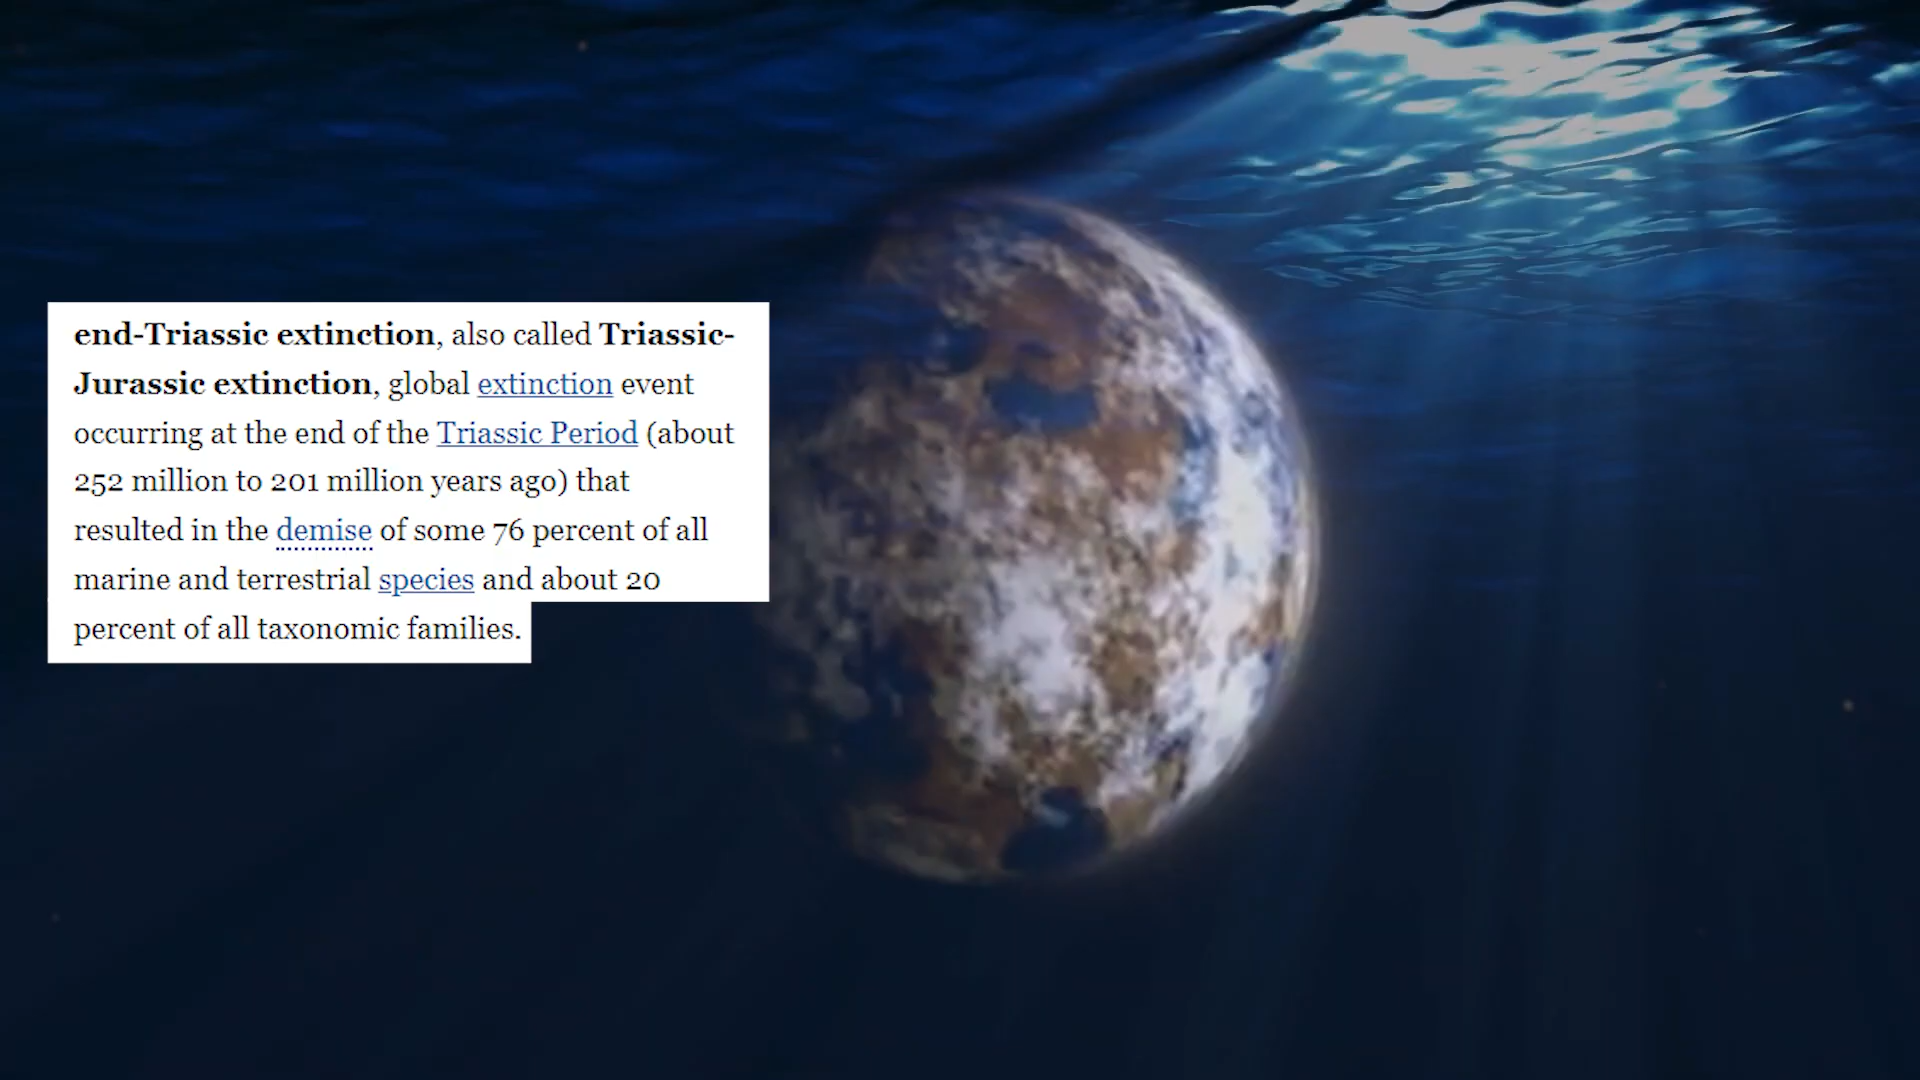 end-Triassic extinction, also called Triassic-
Jurassic extinction, global extinction event
occurring at the end of the Triassic Period (about
252 million to 201 million years ago) that
resulted in the demise of some 76 percent of all
marine and terrestrial species and about 20
percent of all taxonomic families.